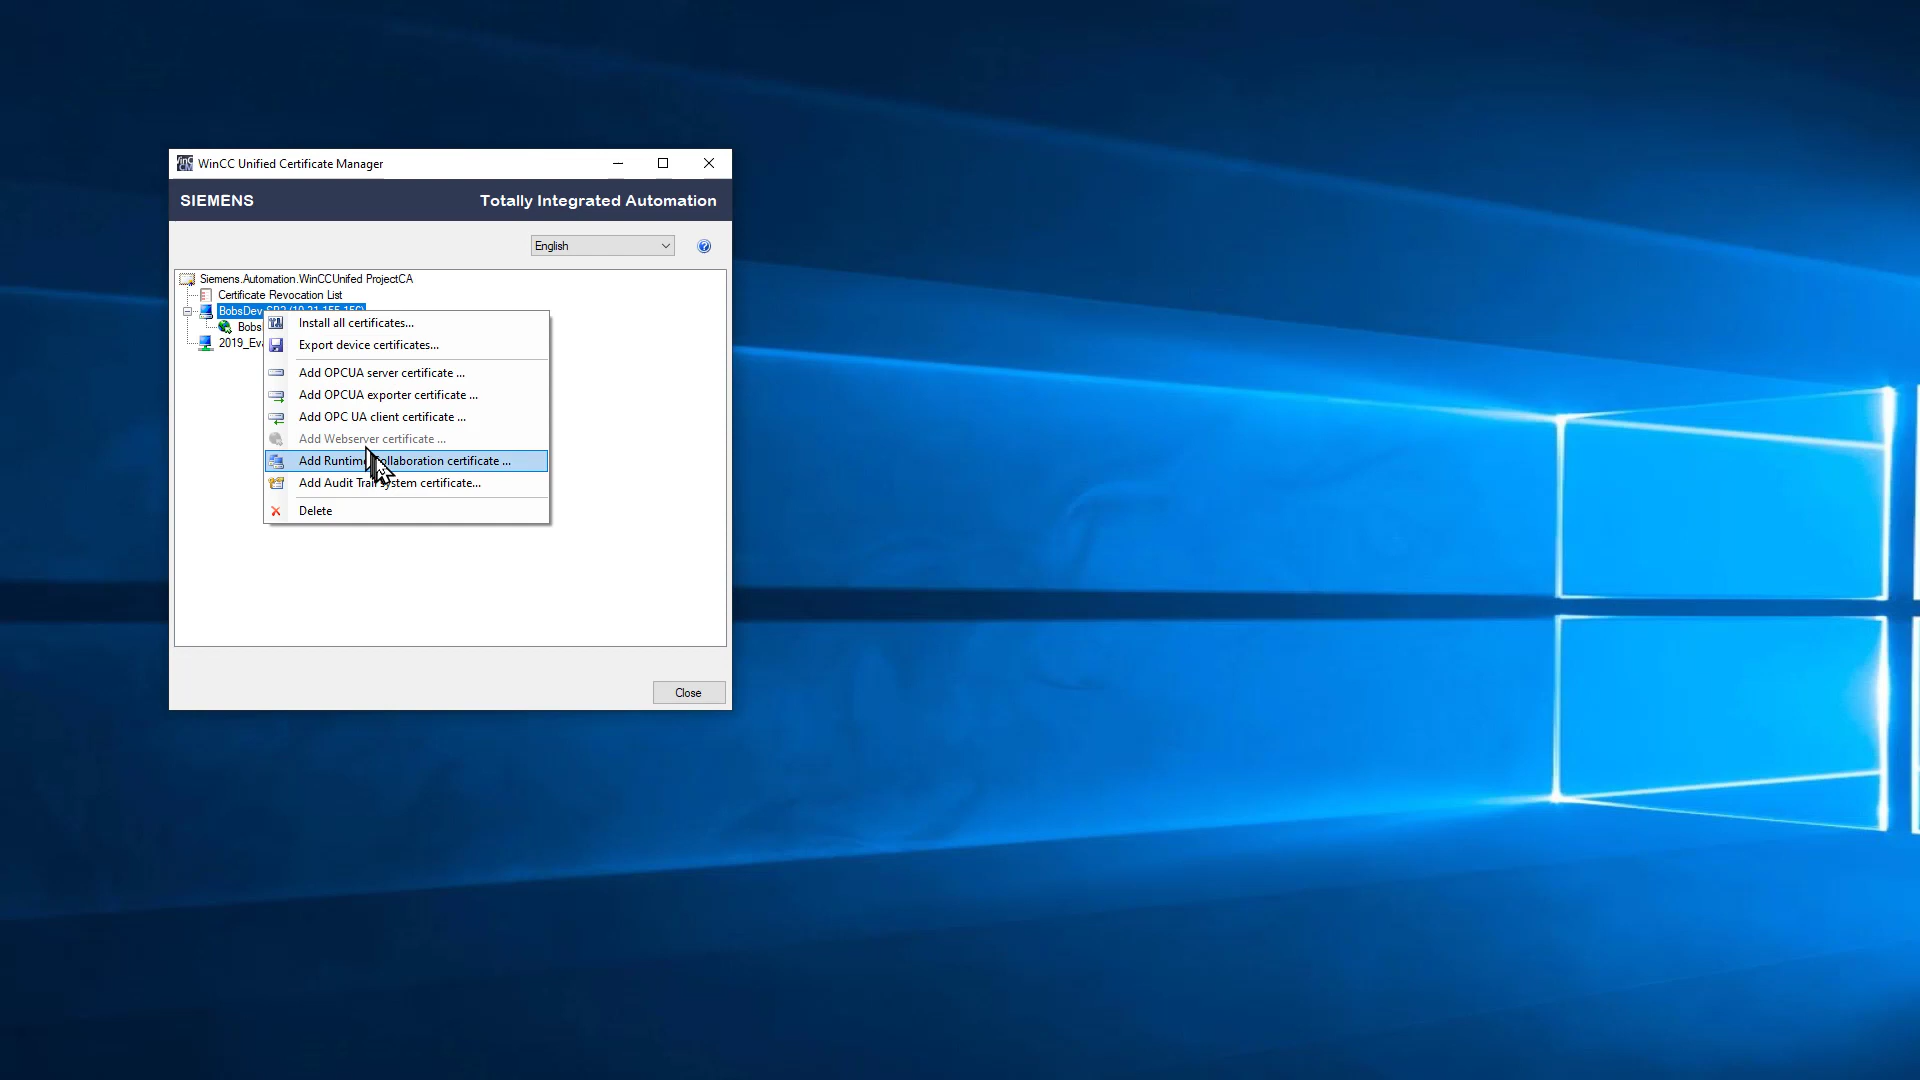 WinCC Unified Certificate Manager
SIEMENS
Totally Integrated Automation
English
Siemens.Automation.WinCCUnifed ProjectCA
Certificate Revocation List
BobsDev
Bobs
2019_Eva
Install all certificates...
Export device certificates...
Add OPCUA server certificate ...
Add OPCUA exporter certificate ...
Add OPC UA client certificate ...
Add Webserver certificate ...
Add Runtime Collaboration certificate ...
Add Audit Trail system certificate...
Delete
Close